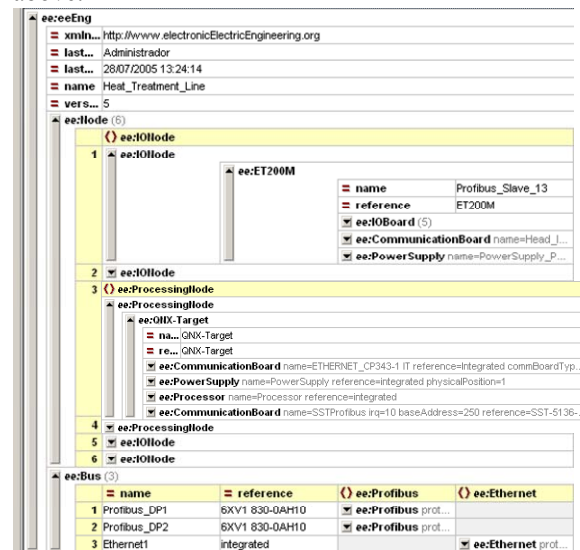 ee:eeEng
= xmln... http://www.electronicElectricEngineering.org
= last... Administrador
= last... 28/07/2005 13:24:14
= name Heat_Treatment_Line
= vers... 5
ee:Node (6)
() ee:IONode
1 ee:IONode
ee:ET200M
= name Profibus_Slave_13
= reference ET200M
ee:IOBoard (5)
ee:CommunicationBoard name=Head_I...
ee:PowerSupply name=PowerSupply_P...
2 ee:IONode
3 () ee:ProcessingNode
ee:ProcessingNode
ee:QNX-Target
= na... QNX-Target
= re... QNX-Target
ee:CommunicationBoard name=ETHERNET_CP343-1 IT reference=Integrated commBoardTyp...
ee:PowerSupply name=PowerSupply reference=integrated physicalPosition=1
ee:Processor name=Processor reference=integrated
ee:CommunicationBoard name=SSTProfibus irq=10 baseAddress=250 reference=SST-5136-...
4 ee:ProcessingNode
5 ee:IONode
6 ee:IONode
ee:Bus (3)
= name = reference () ee:Profibus () ee:Ethernet
1 Profibus_DP1 6XV1 830-0AH10 ee:Profibus prot...
2 Profibus_DP2 6XV1 830-0AH10 ee:Profibus prot...
3 Ethernet1 integrated ee:Ethernet prot...